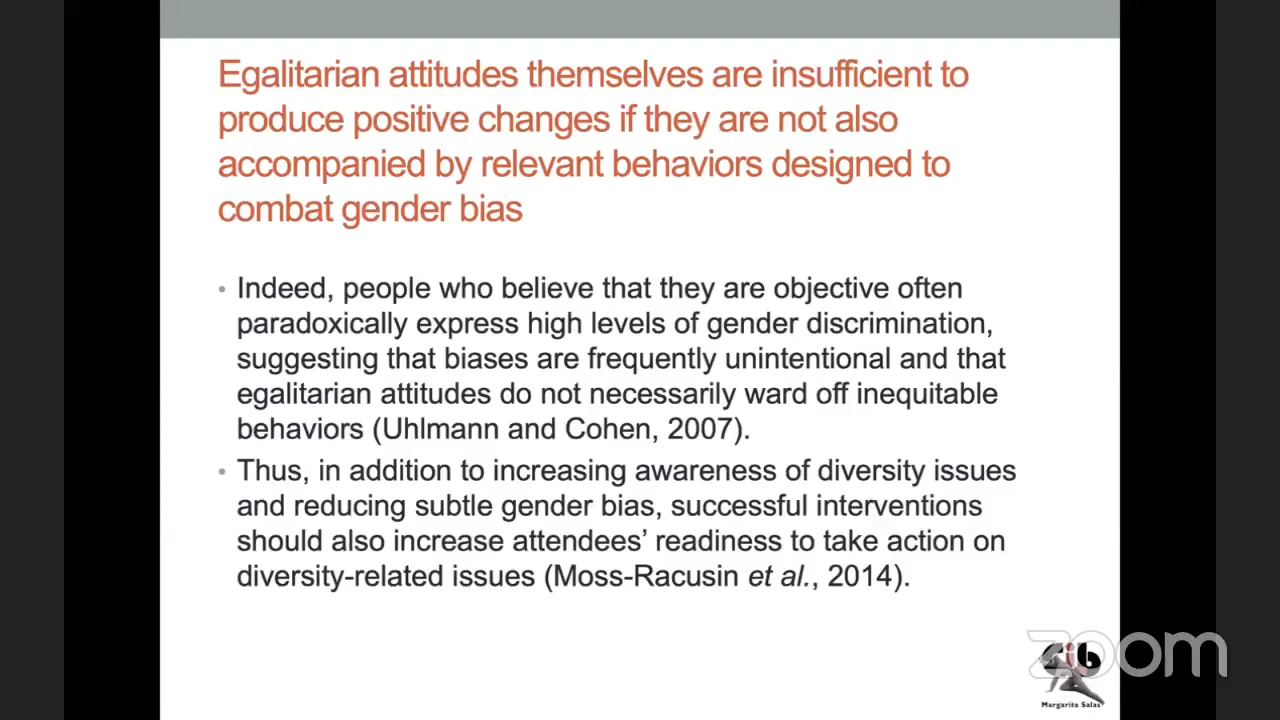 Egalitarian attitudes themselves are insufficient to
produce positive changes if they are not also
accompanied by relevant behaviors designed to
combat gender bias
• Indeed, people who believe that they are objective often
paradoxically express high levels of gender discrimination,
suggesting that biases are frequently unintentional and that
egalitarian attitudes do not necessarily ward off inequitable
behaviors (Uhlmann and Cohen, 2007).
• Thus, in addition to increasing awareness of diversity issues
and reducing subtle gender bias, successful interventions
should also increase attendees’ readiness to take action on
diversity-related issues (Moss-Racusin et al., 2014).
zoom
Margarita Salas